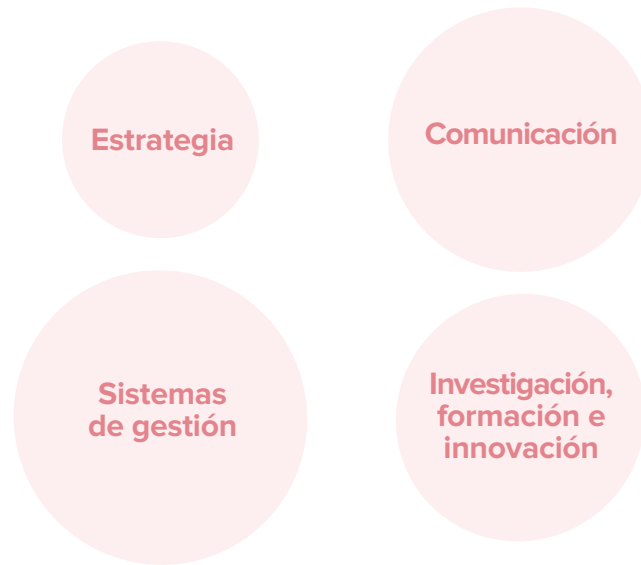 Estrategia
Comunicación
Sistemas
de gestión
Investigación,
formación e
innovación